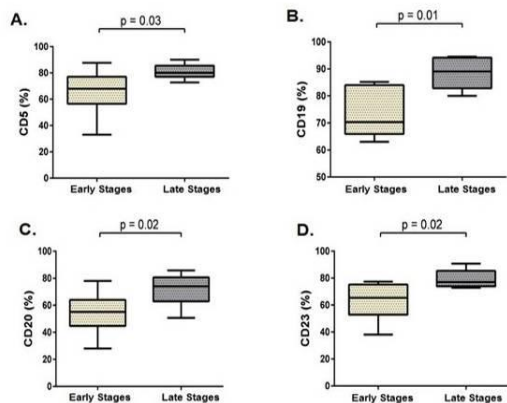 A.
p = 0.03
CD5 (%)
100
80
60
40
20
0
Early Stages
Late Stages
B.
p = 0.01
CD19 (%)
100
90
80
70
60
50
Early Stages
Late Stages
C.
p = 0.02
CD20 (%)
100
80
60
40
20
0
Early Stages
Late Stages
D.
p = 0.02
CD23 (%)
100
80
60
40
20
0
Early Stages
Late Stages